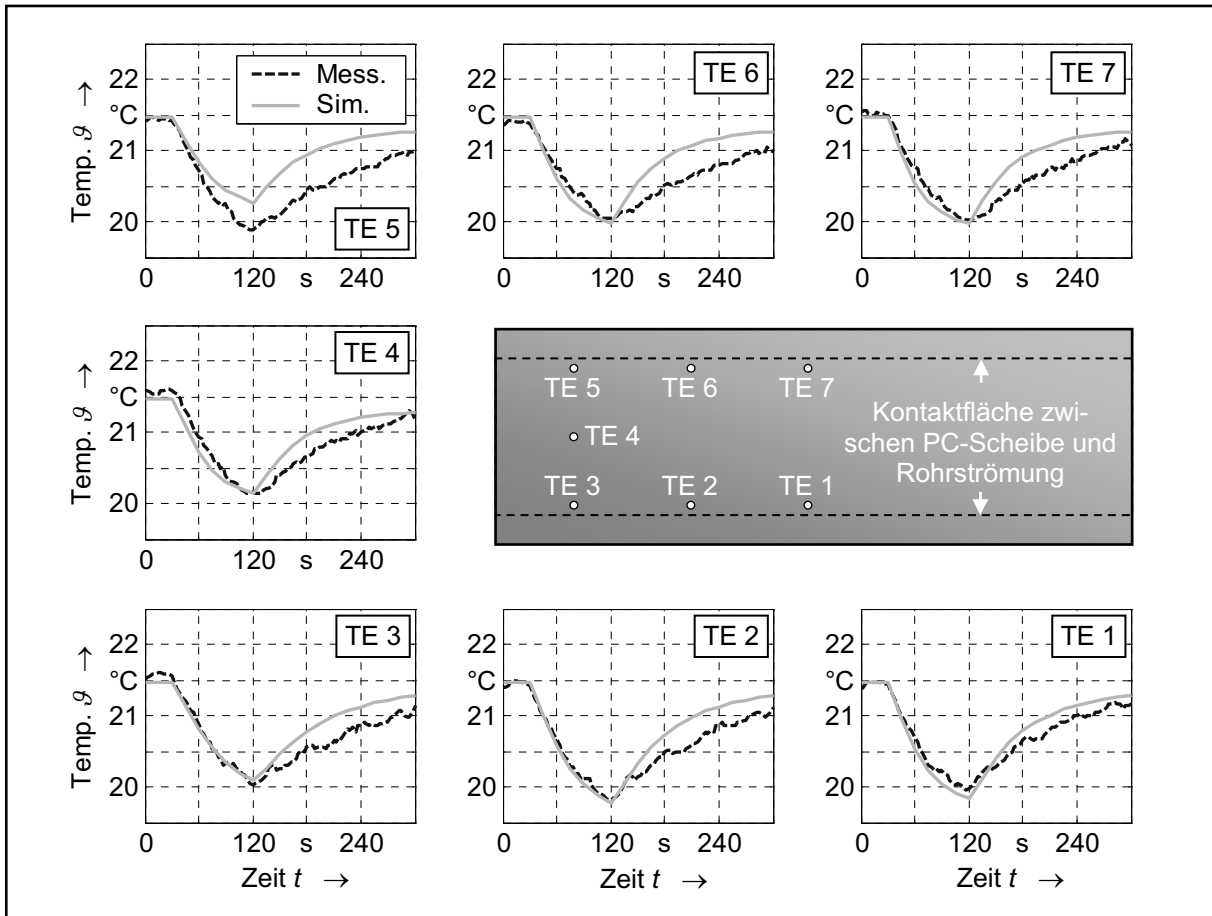 Temp. ϑ →
22
°C
21
20
Mess.
Sim.
TE 5
0 120 s 240
TE 6
22
°C
21
20
0 120 s 240
TE 7
22
°C
21
20
0 120 s 240
Temp. ϑ →
22
°C
21
20
TE 4
0 120 s 240
TE 5 TE 6 TE 7
TE 4
TE 3 TE 2 TE 1
Kontaktfläche zwi-
schen PC-Scheibe und
Rohrströmung
Temp. ϑ →
22
°C
21
20
TE 3
0 120 s 240
Zeit t →
TE 2
22
°C
21
20
0 120 s 240
Zeit t →
TE 1
22
°C
21
20
0 120 s 240
Zeit t →